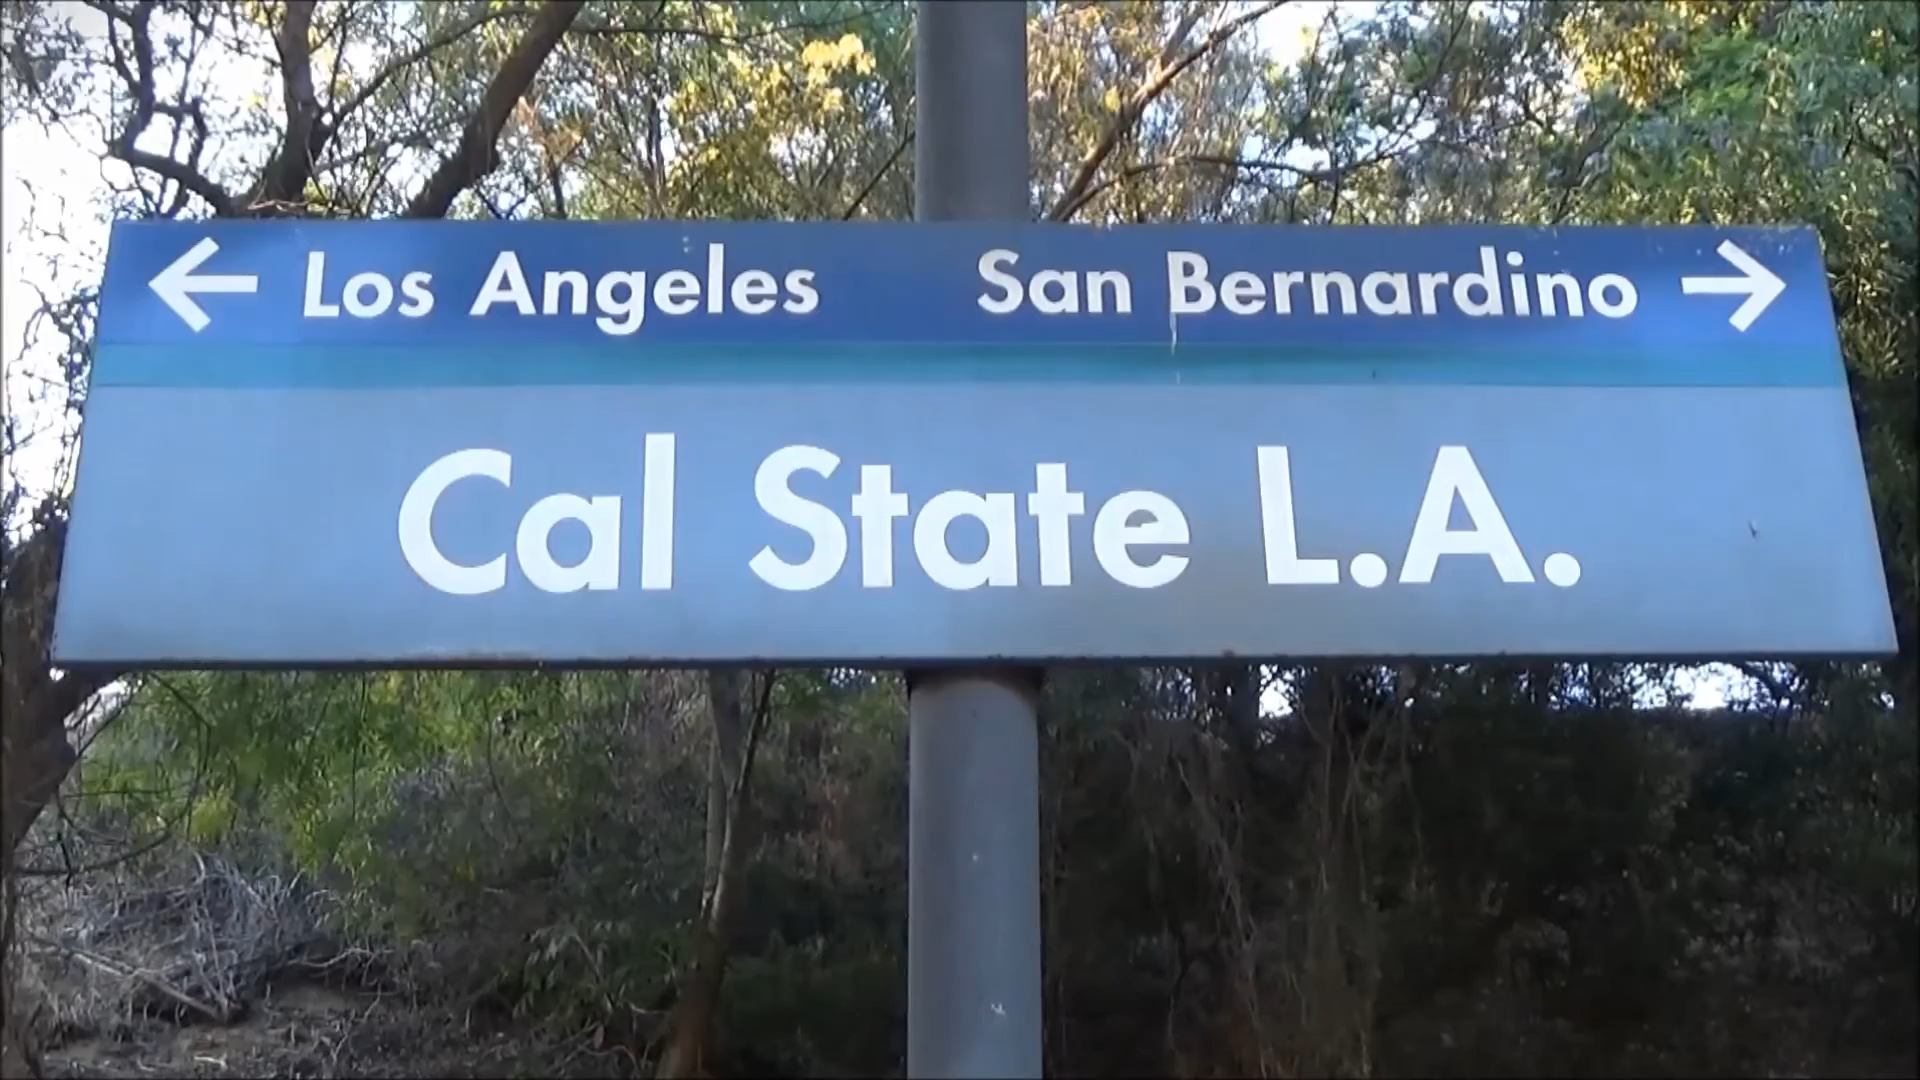 ← Los Angeles San Bernardino →
Cal State L.A.